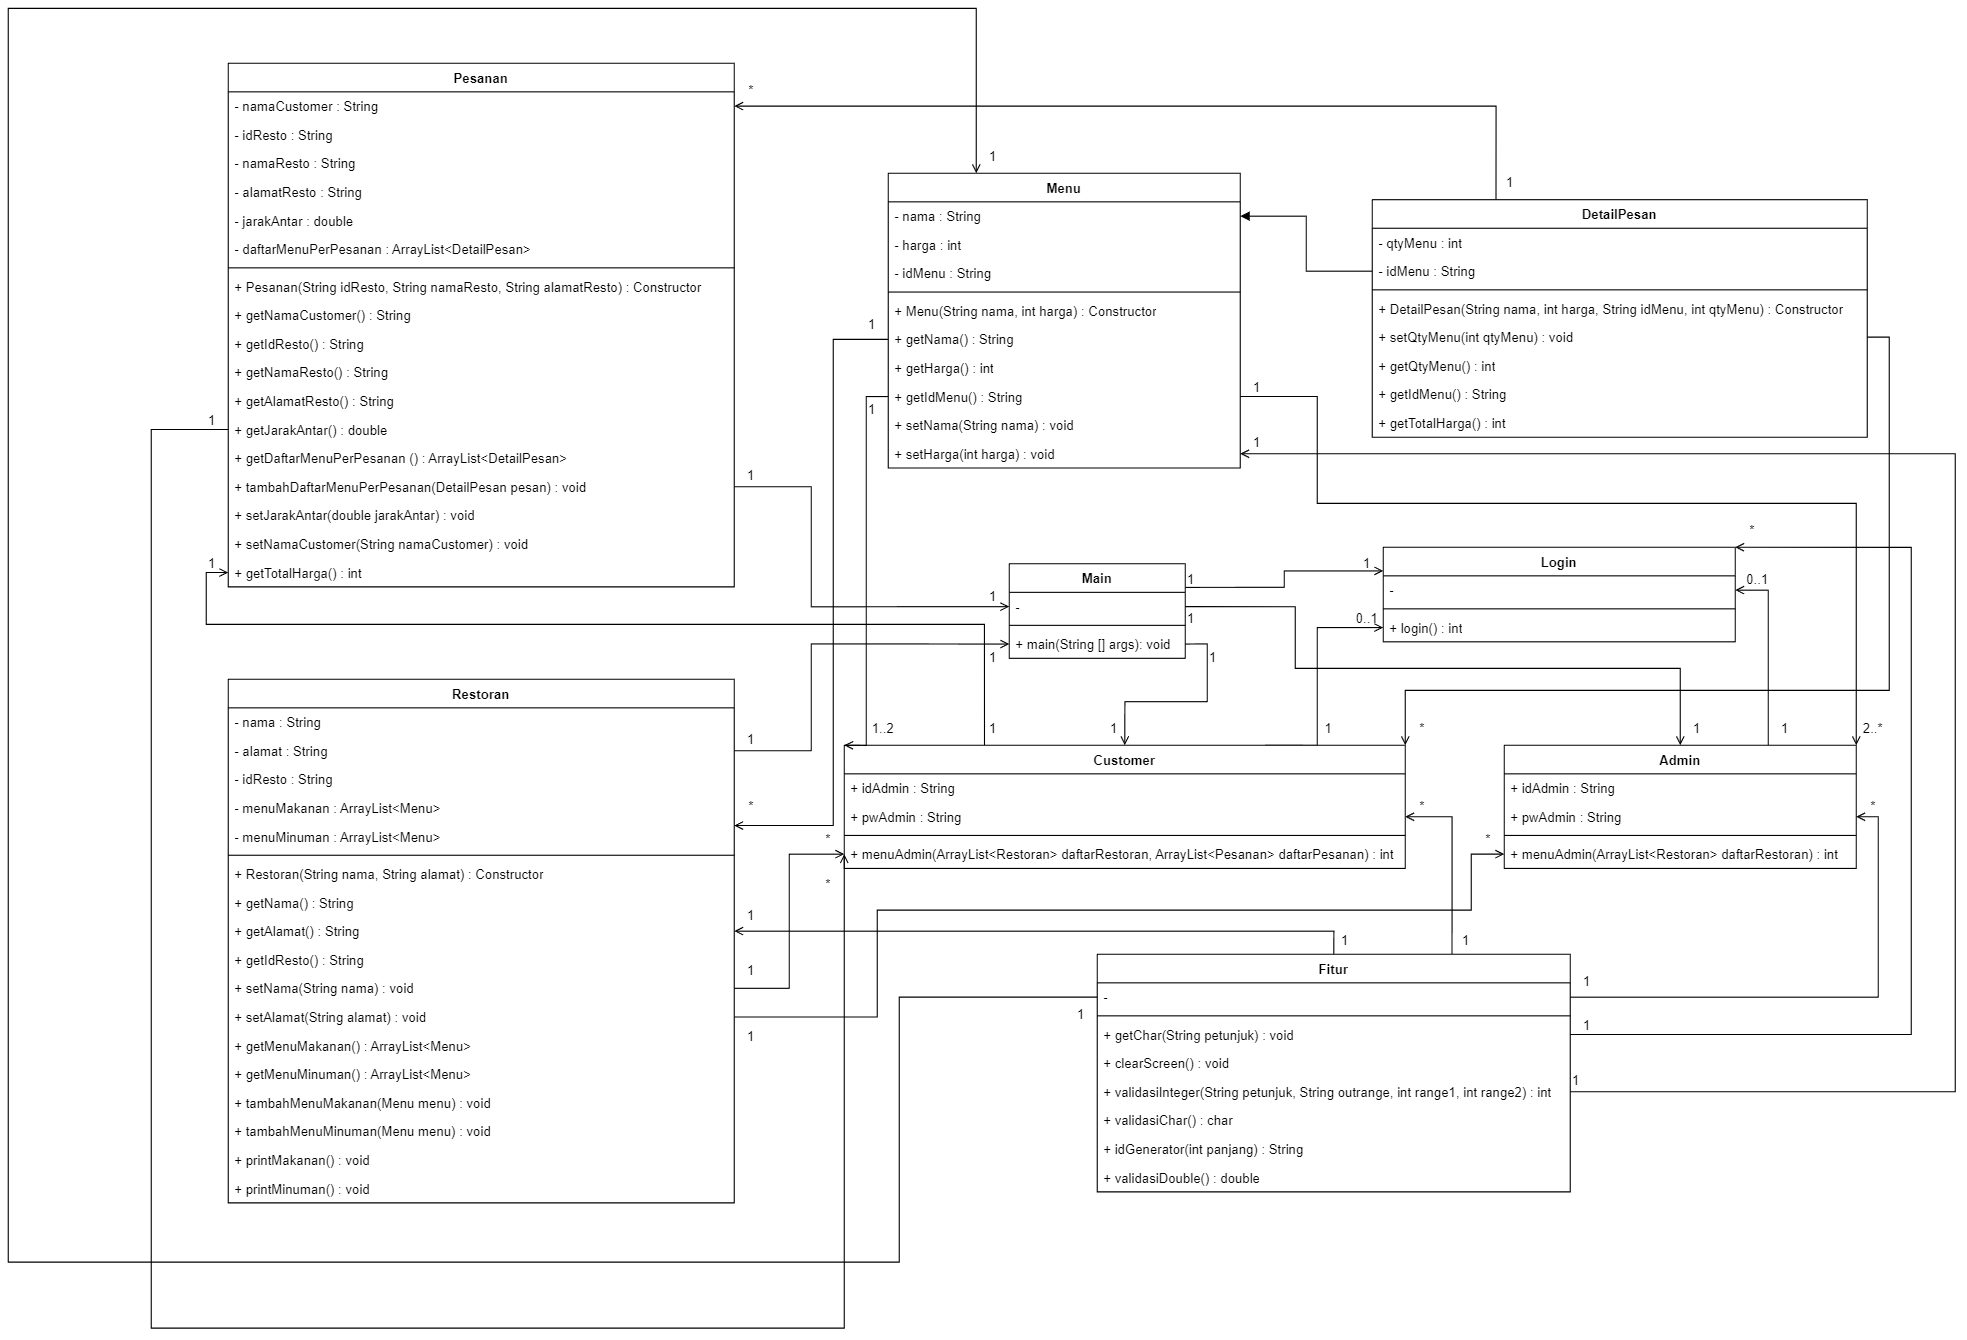 Pesanan
- namaCustomer : String
- idResto : String
- namaResto : String
- alamatResto : String
- jarakAntar : double
- daftarMenuPerPesanan : ArrayList<DetailPesan>
+ Pesanan(String idResto, String namaResto, String alamatResto) : Constructor
+ getNamaCustomer() : String
+ getIdResto() : String
+ getNamaResto() : String
+ getAlamatResto() : String
+ getJarakAntar() : double
+ getDaftarMenuPerPesanan () : ArrayList<DetailPesan>
+ tambahDaftarMenuPerPesanan(DetailPesan pesan) : void
+ setJarakAntar(double jarakAntar) : void
+ setNamaCustomer(String namaCustomer) : void
+ getTotalHarga() : int
*
1
1
1
1
Menu
- nama : String
- harga : int
- idMenu : String
+ Menu(String nama, int harga) : Constructor
+ getNama() : String
+ getHarga() : int
+ getIdMenu() : String
+ setNama(String nama) : void
+ setHarga(int harga) : void
1
1
1
1
1
DetailPesan
- qtyMenu : int
- idMenu : String
+ DetailPesan(String nama, int harga, String idMenu, int qtyMenu) : Constructor
+ setQtyMenu(int qtyMenu) : void
+ getQtyMenu() : int
+ getIdMenu() : String
+ getTotalHarga() : int
Main
-
+ main(String [] args): void
1
1
1
1
1
1
Login
-
+ login() : int
*
0..1
0..1
Restoran
- nama : String
- alamat : String
- idResto : String
- menuMakanan : ArrayList<Menu>
- menuMinuman : ArrayList<Menu>
+ Restoran(String nama, String alamat) : Constructor
+ getNama() : String
+ getAlamat() : String
+ getIdResto() : String
+ setNama(String nama) : void
+ setAlamat(String alamat) : void
+ getMenuMakanan() : ArrayList<Menu>
+ getMenuMinuman() : ArrayList<Menu>
+ tambahMenuMakanan(Menu menu) : void
+ tambahMenuMinuman(Menu menu) : void
+ printMakanan() : void
+ printMinuman() : void
1
*
1
1
1
1..2
1
1
1
*
Customer
+ idAdmin : String
+ pwAdmin : String
+ menuAdmin(ArrayList<Restoran> daftarRestoran, ArrayList<Pesanan> daftarPesanan) : int
*
*
*
1
1
2..*
Admin
+ idAdmin : String
+ pwAdmin : String
+ menuAdmin(ArrayList<Restoran> daftarRestoran) : int
*
*
1
1
Fitur
-
+ getChar(String petunjuk) : void
+ clearScreen() : void
+ validasiInteger(String petunjuk, String outrange, int range1, int range2) : int
+ validasiChar() : char
+ idGenerator(int panjang) : String
+ validasiDouble() : double
1
1
1
1